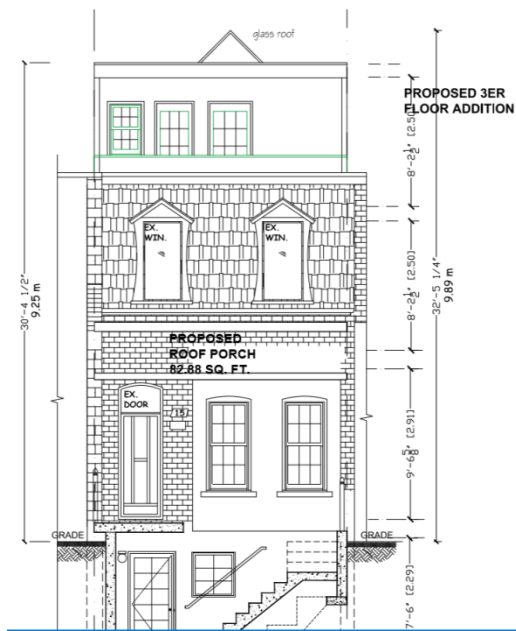 glass roof
PROPOSED 3ER
FLOOR ADDITION
8'-2 1/2" [2.50]
EX.
WIN.
EX.
WIN.
8'-2 1/2" [2.50]
30'-4 1/2"
9.25 m
32'-5 1/4"
9.89 m
PROPOSED
ROOF PORCH
82.88 SQ. FT.
EX.
DOOR
15
9'-6 5/8" [2.91]
GRADE
GRADE
7'-6" [2.29]